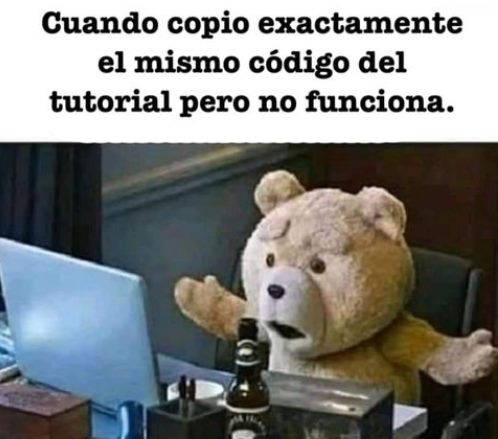 Cuando copio exactamente
el mismo código del
tutorial pero no funciona.